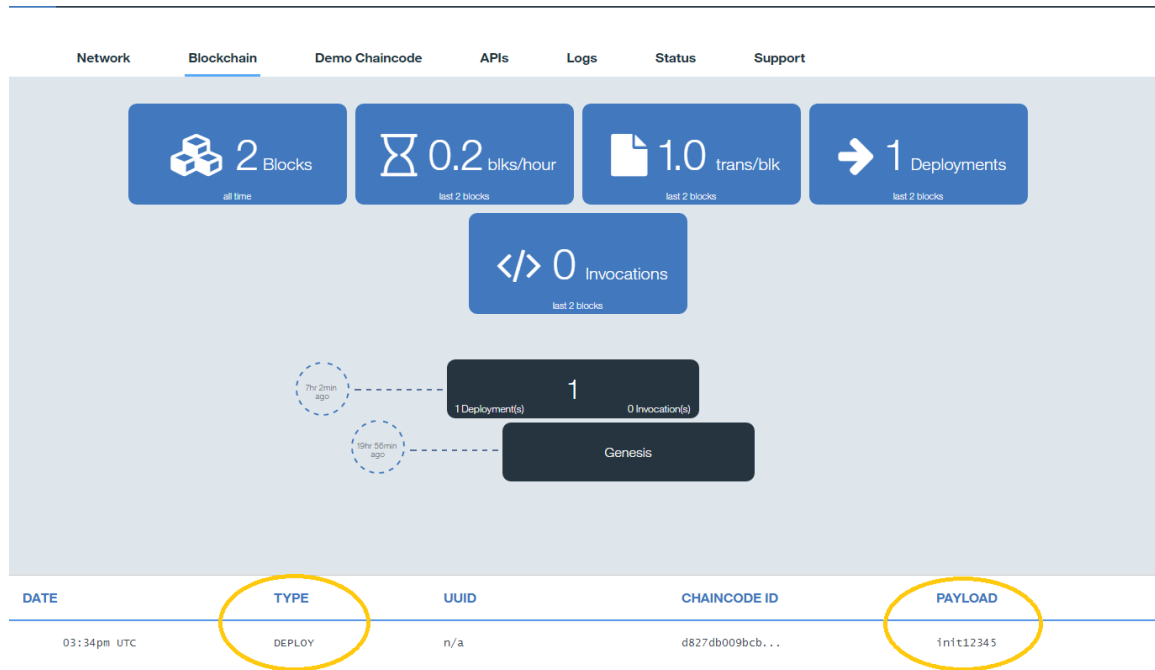 Network Blockchain Demo Chaincode APIs Logs Status Support
2 Blocks
all time
0.2 blks/hour
last 2 blocks
1.0 trans/blk
last 2 blocks
1 Deployments
last 2 blocks
</> 0 Invocations
last 2 blocks
7hr 2min
ago
1
1 Deployment(s) 0 Invocation(s)
19hr 56min
ago
Genesis
DATE TYPE UUID CHAINCODE ID PAYLOAD
03:34pm UTC DEPLOY n/a d827db009bcb... init12345